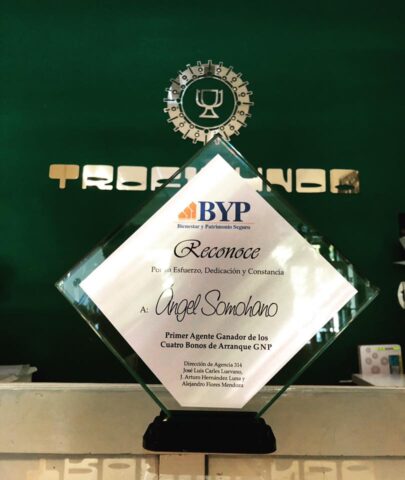 BYP
Bienestar y Patrimonio Seguro
Reconoce
Por su Esfuerzo, Dedicación y Constancia
A: Ángel Somohano
Primer Agente Ganador de los
Cuatro Bonos de Arranque GNP
Dirección de Agencia 314
José Luis Carles Luevano,
J. Arturo Hernández Luna y
Alejandro Flores Mendoza